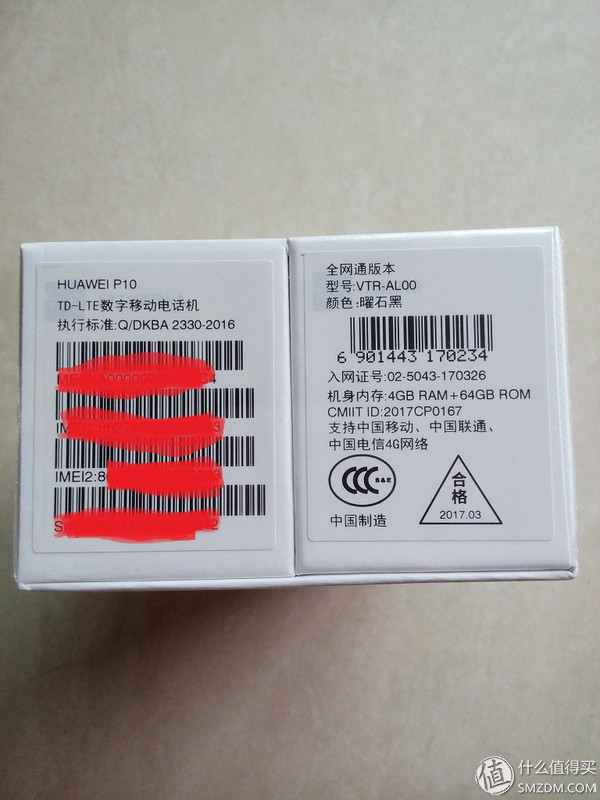 HUAWEI P10
TD-LTE数字移动电话机
执行标准:Q/DKBA 2330-2016
IMEI2:8
全网通版本
型号:VTR-AL00
颜色:曜石黑
6 901443 170234
入网证号:02-5043-170326
机身内存:4GB RAM+64GB ROM
CMIIT ID:2017CP0167
支持中国移动、中国联通、
中国电信4G网络
CCC S&E
中国制造
合格
2017.03
值 什么值得买
SMZDM.COM